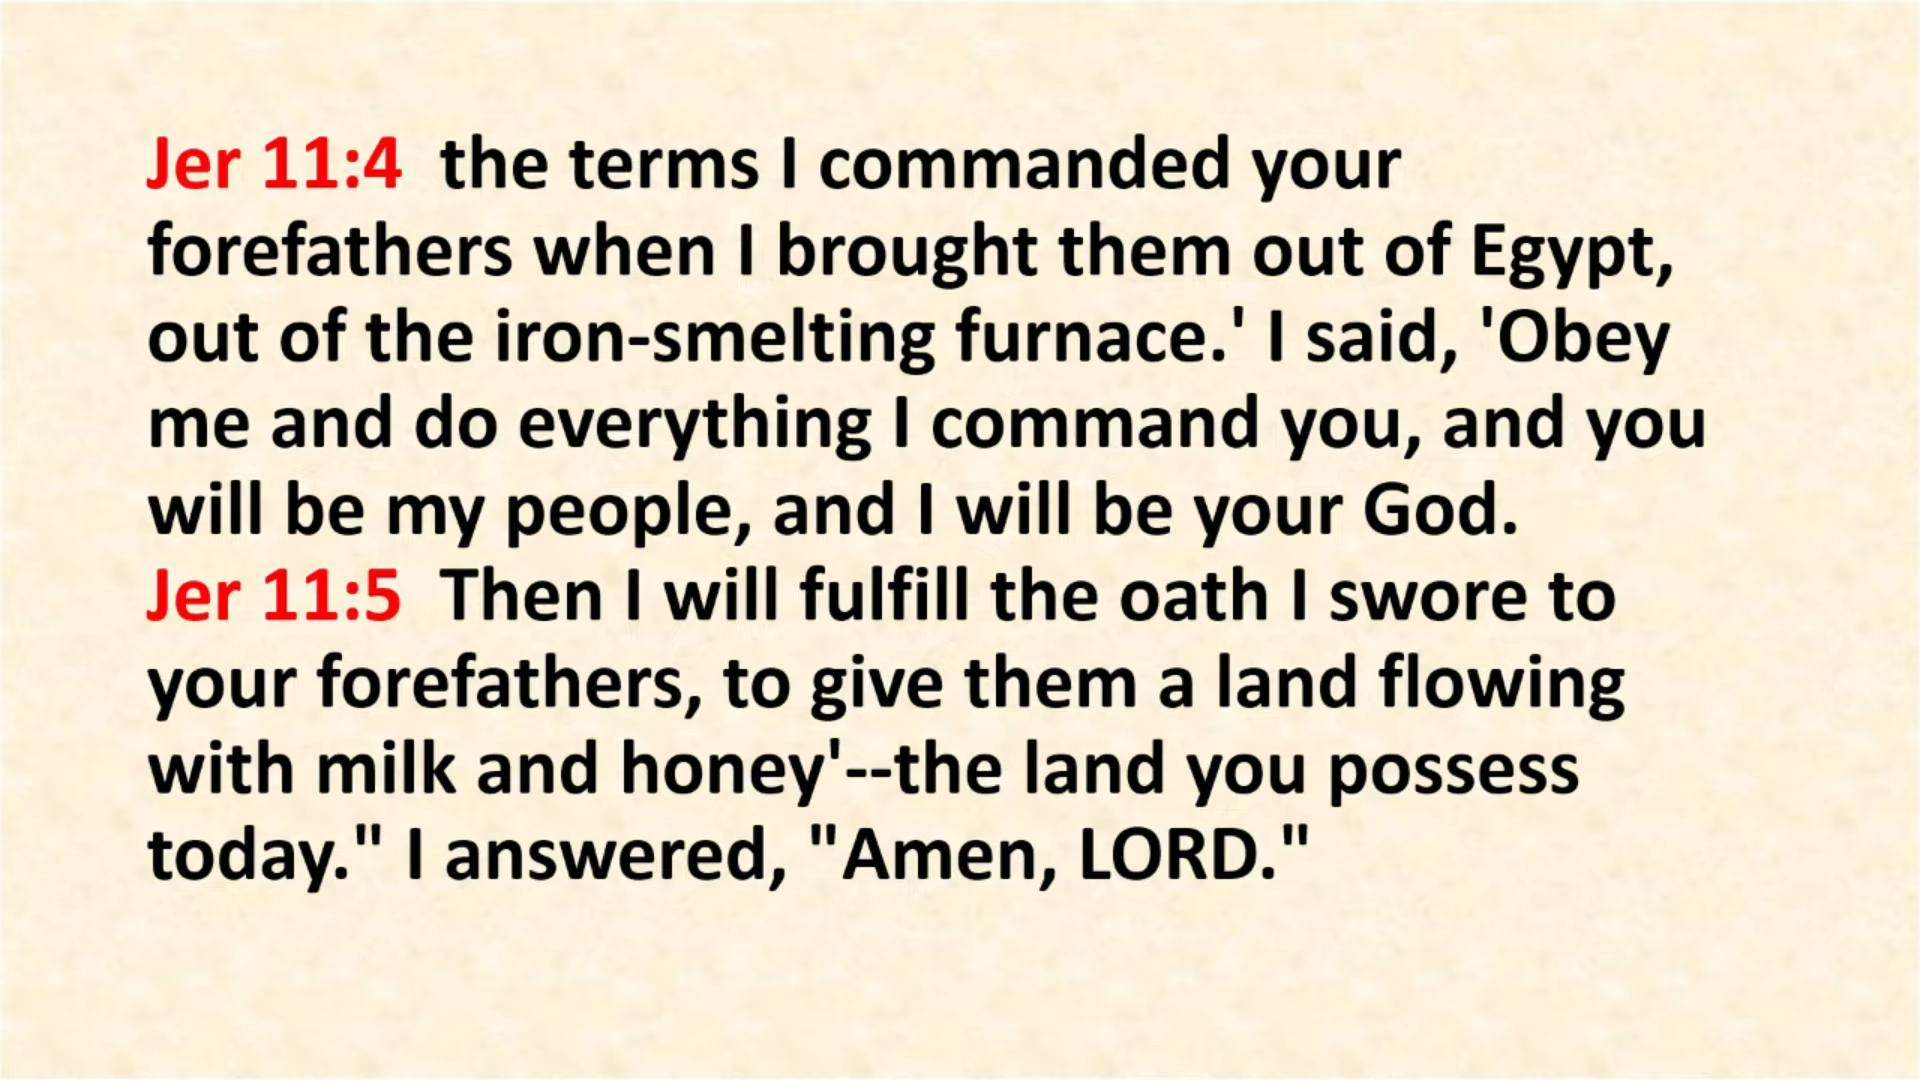 Jer 11:4  the terms I commanded your
forefathers when I brought them out of Egypt,
out of the iron-smelting furnace.' I said, 'Obey
me and do everything I command you, and you
will be my people, and I will be your God.
Jer 11:5  Then I will fulfill the oath I swore to
your forefathers, to give them a land flowing
with milk and honey'--the land you possess
today." I answered, "Amen, LORD."